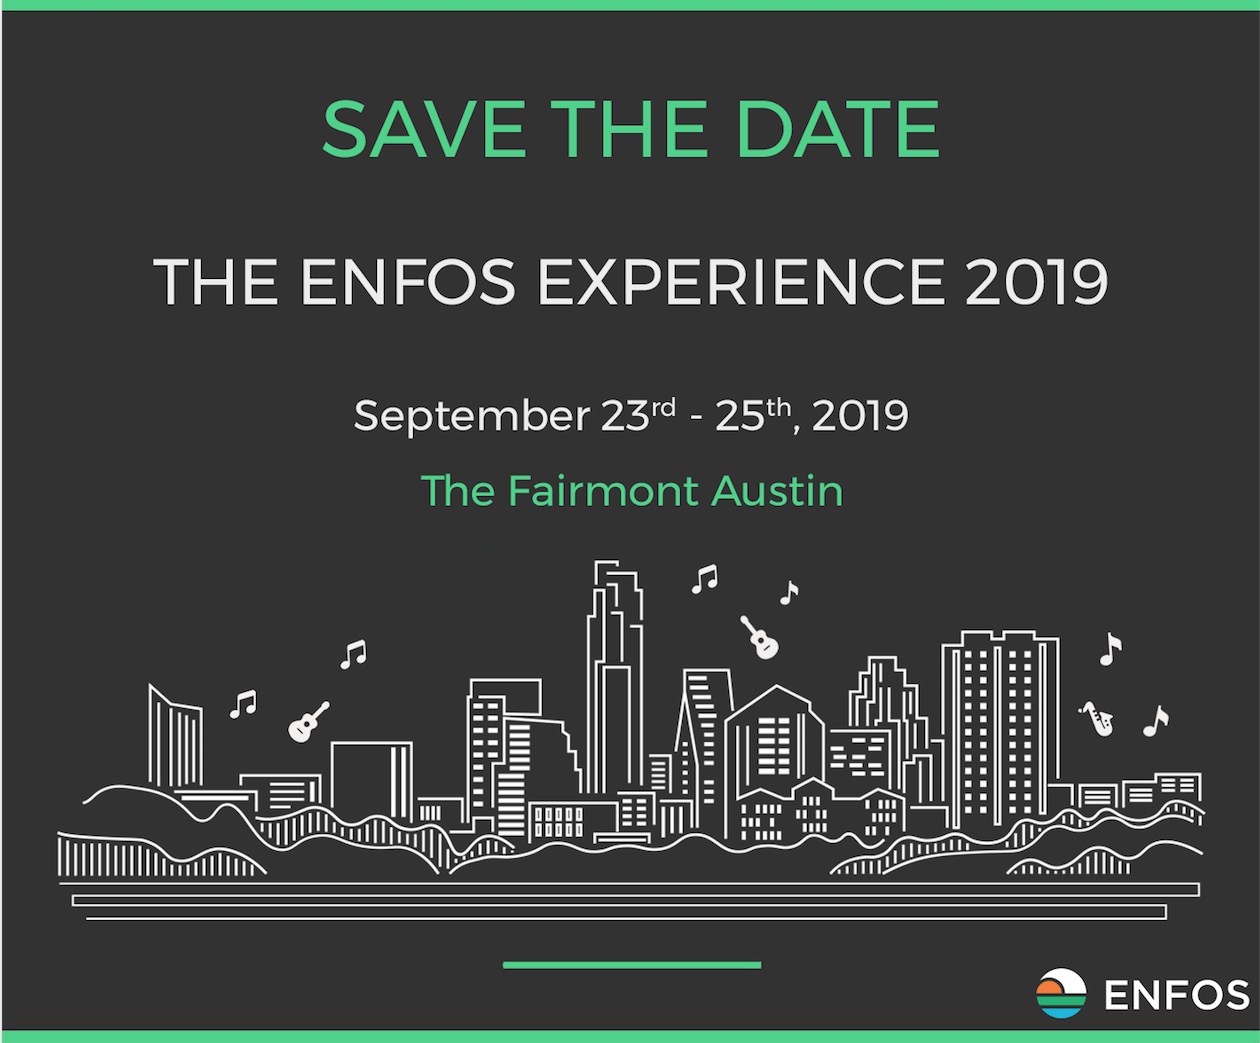 SAVE THE DATE
THE ENFOS EXPERIENCE 2019
September 23rd - 25th, 2019
The Fairmont Austin
ENFOS